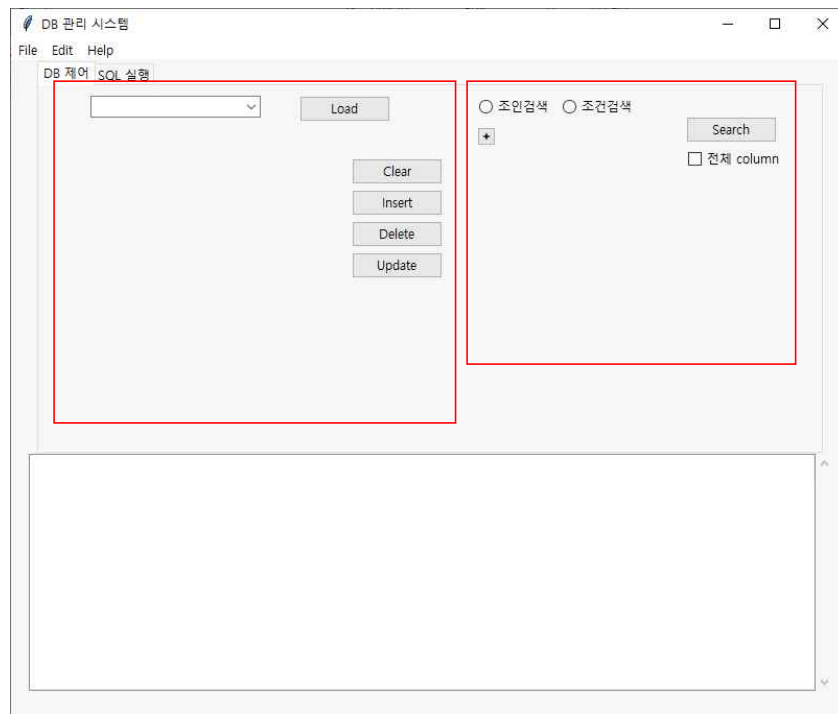 DB 관리 시스템
File Edit Help
DB 제어 SQL 실행
Load
Clear
Insert
Delete
Update
조인검색 조건검색
+
Search
전체 column